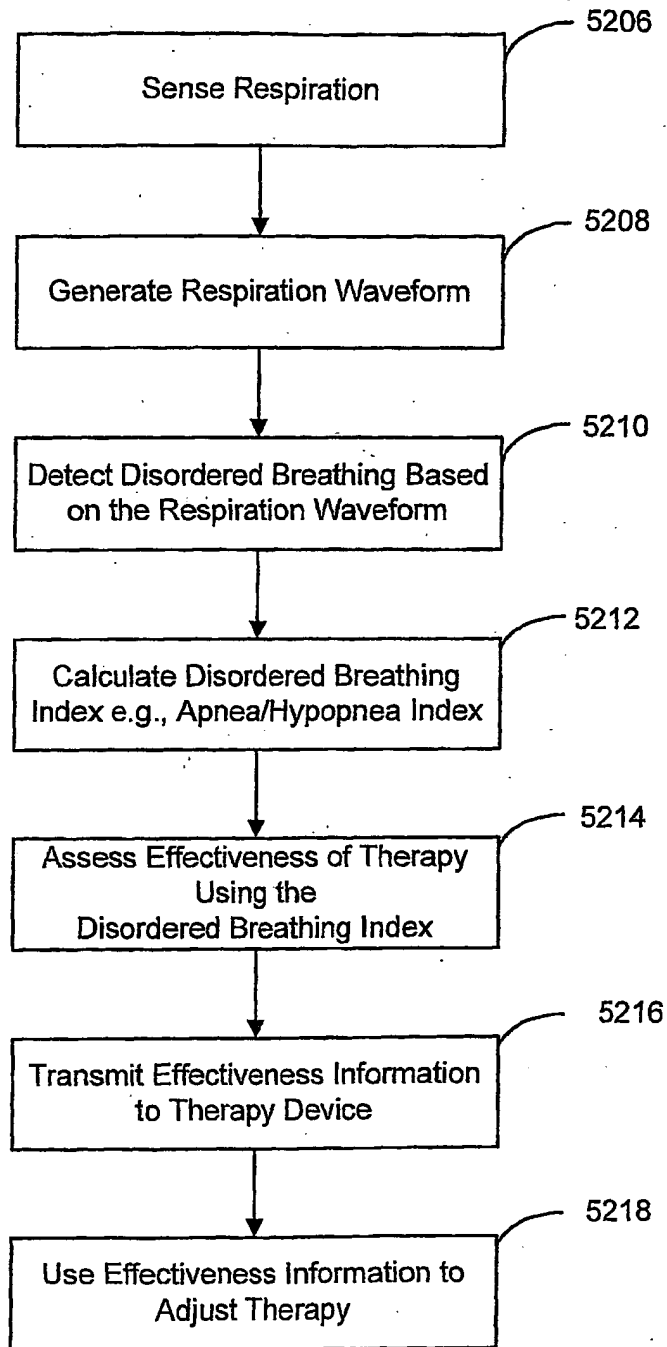 5206
Sense Respiration
5208
Generate Respiration Waveform
5210
Detect Disordered Breathing Based
on the Respiration Waveform
5212
Calculate Disordered Breathing
Index e.g., Apnea/Hypopnea Index
5214
Assess Effectiveness of Therapy
Using the
Disordered Breathing Index
5216
Transmit Effectiveness Information
to Therapy Device
5218
Use Effectiveness Information to
Adjust Therapy